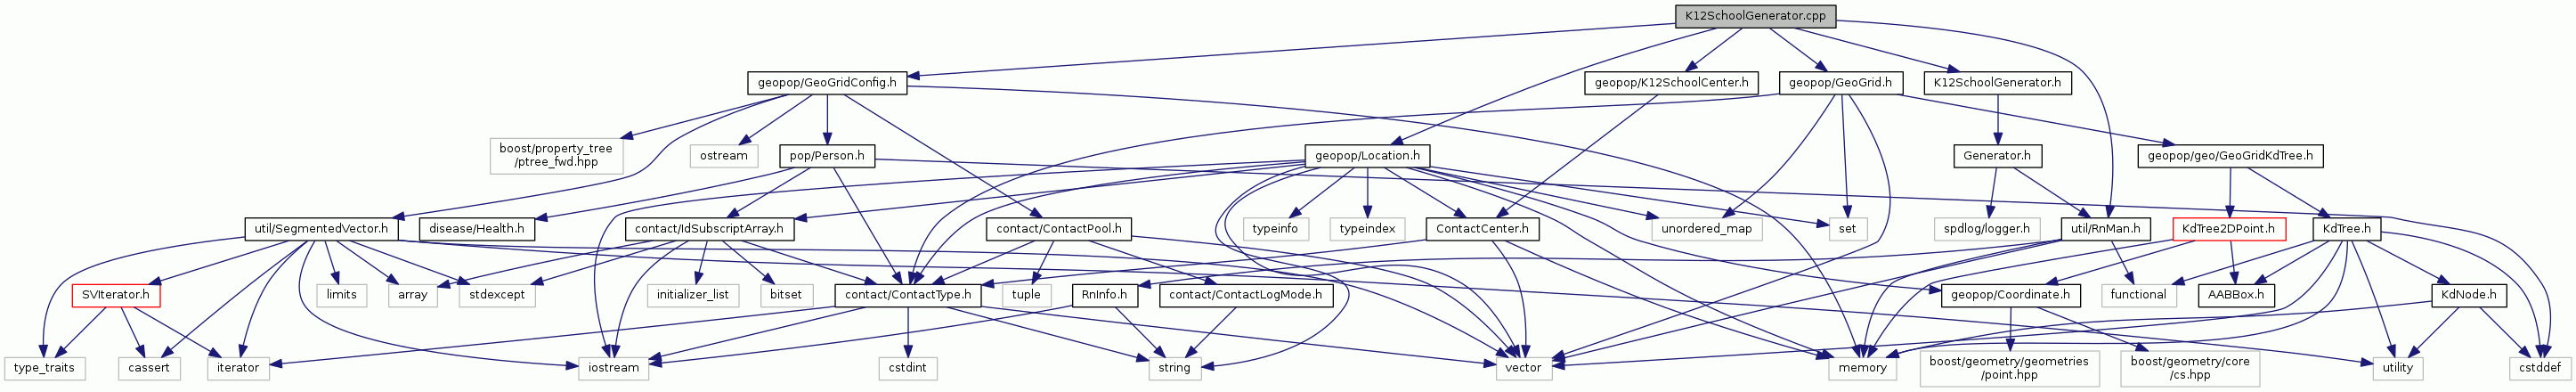 K12SchoolGenerator.cpp
geopop/GeoGridConfig.h
geopop/K12SchoolCenter.h
geopop/GeoGrid.h
K12SchoolGenerator.h
boost/property_tree
/ptree_fwd.hpp
ostream
pop/Person.h
geopop/Location.h
Generator.h
geopop/geo/GeoGridKdTree.h
util/SegmentedVector.h
disease/Health.h
contact/IdSubscriptArray.h
contact/ContactPool.h
typeinfo
typeindex
ContactCenter.h
unordered_map
set
spdlog/logger.h
util/RnMan.h
KdTree2DPoint.h
KdTree.h
SVIterator.h
limits
array
stdexcept
initializer_list
bitset
contact/ContactType.h
tuple
RnInfo.h
contact/ContactLogMode.h
geopop/Coordinate.h
functional
AABBox.h
KdNode.h
type_traits
cassert
iterator
iostream
cstdint
string
vector
memory
boost/geometry/geometries
/point.hpp
boost/geometry/core
/cs.hpp
utility
cstddef